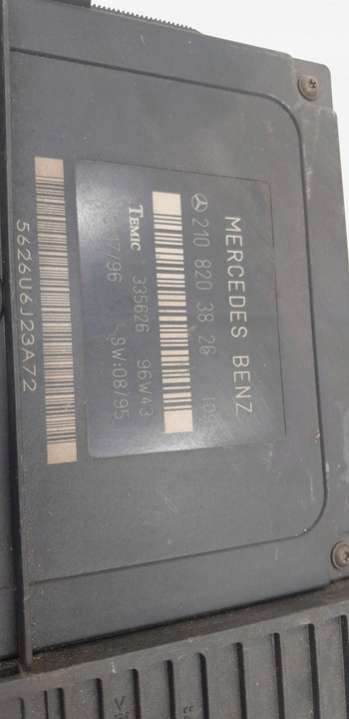 MERCEDES BENZ
210 820 38 26
TEMIC 335626 96W43
17/96 SW:08/95
5626U6J23A72